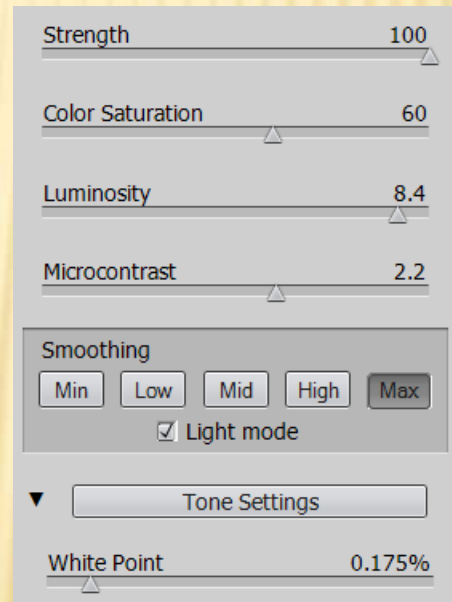 Strength 100
Color Saturation 60
Luminosity 8.4
Microcontrast 2.2
Smoothing
Min Low Mid High Max
Light mode
Tone Settings
White Point 0.175%